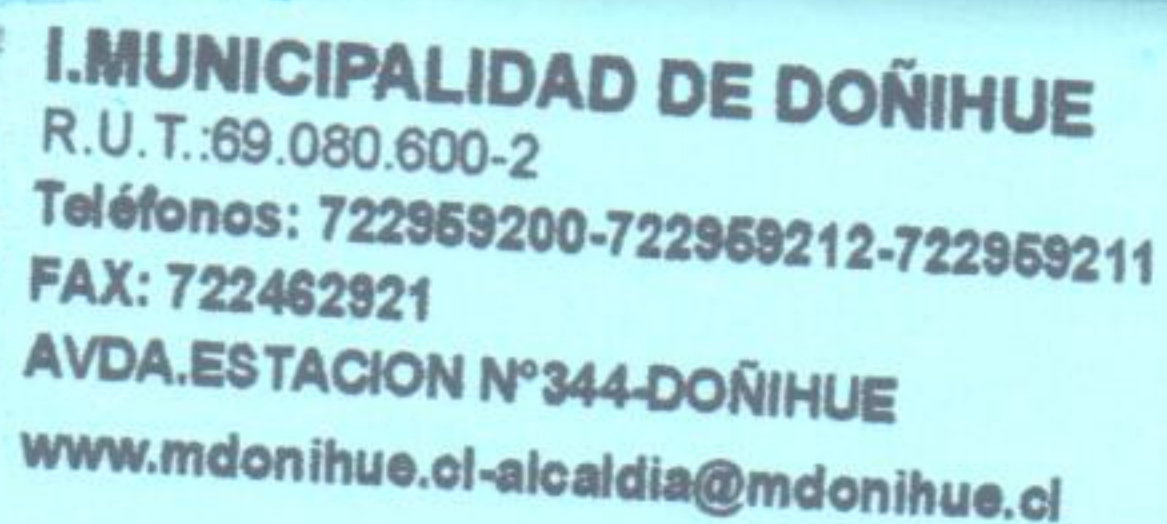 I.MUNICIPALIDAD DE DOÑIHUE
R.U.T.:69.080.600-2
Teléfonos: 722959200-722959212-722959211
FAX: 722462921
AVDA.ESTACION Nº344-DOÑIHUE
www.mdonihue.cl-alcaldia@mdonihue.cl